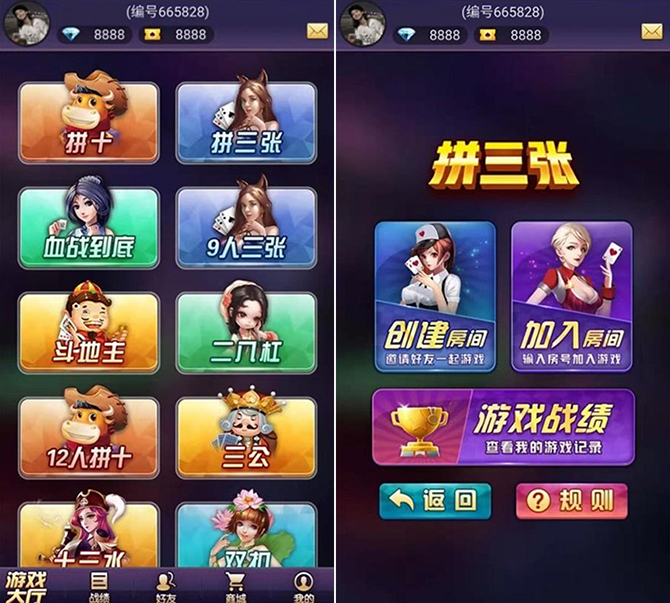 (编号665828)
8888
8888
拼十
拼三张
血战到底
9人三张
斗地主
二八杠
12人拼十
三公
十三水
双扣
游戏
大厅
战绩
好友
商城
我的
(编号665828)
8888
8888
拼三张
创建房间
邀请好友一起游戏
加入房间
输入房号加入游戏
游戏战绩
查看我的游戏记录
返回
规则